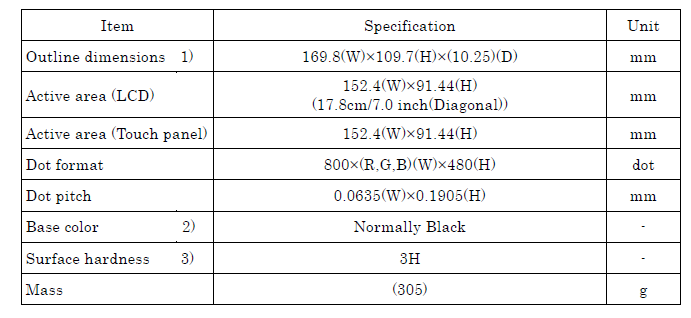 Item Specification Unit
Outline dimensions 1) 169.8(W)×109.7(H)×(10.25)(D) mm
Active area (LCD) 152.4(W)×91.44(H)
(17.8cm/7.0 inch(Diagonal)) mm
Active area (Touch panel) 152.4(W)×91.44(H) mm
Dot format 800×(R,G,B)(W)×480(H) dot
Dot pitch 0.0635(W)×0.1905(H) mm
Base color 2) Normally Black -
Surface hardness 3) 3H -
Mass (305) g